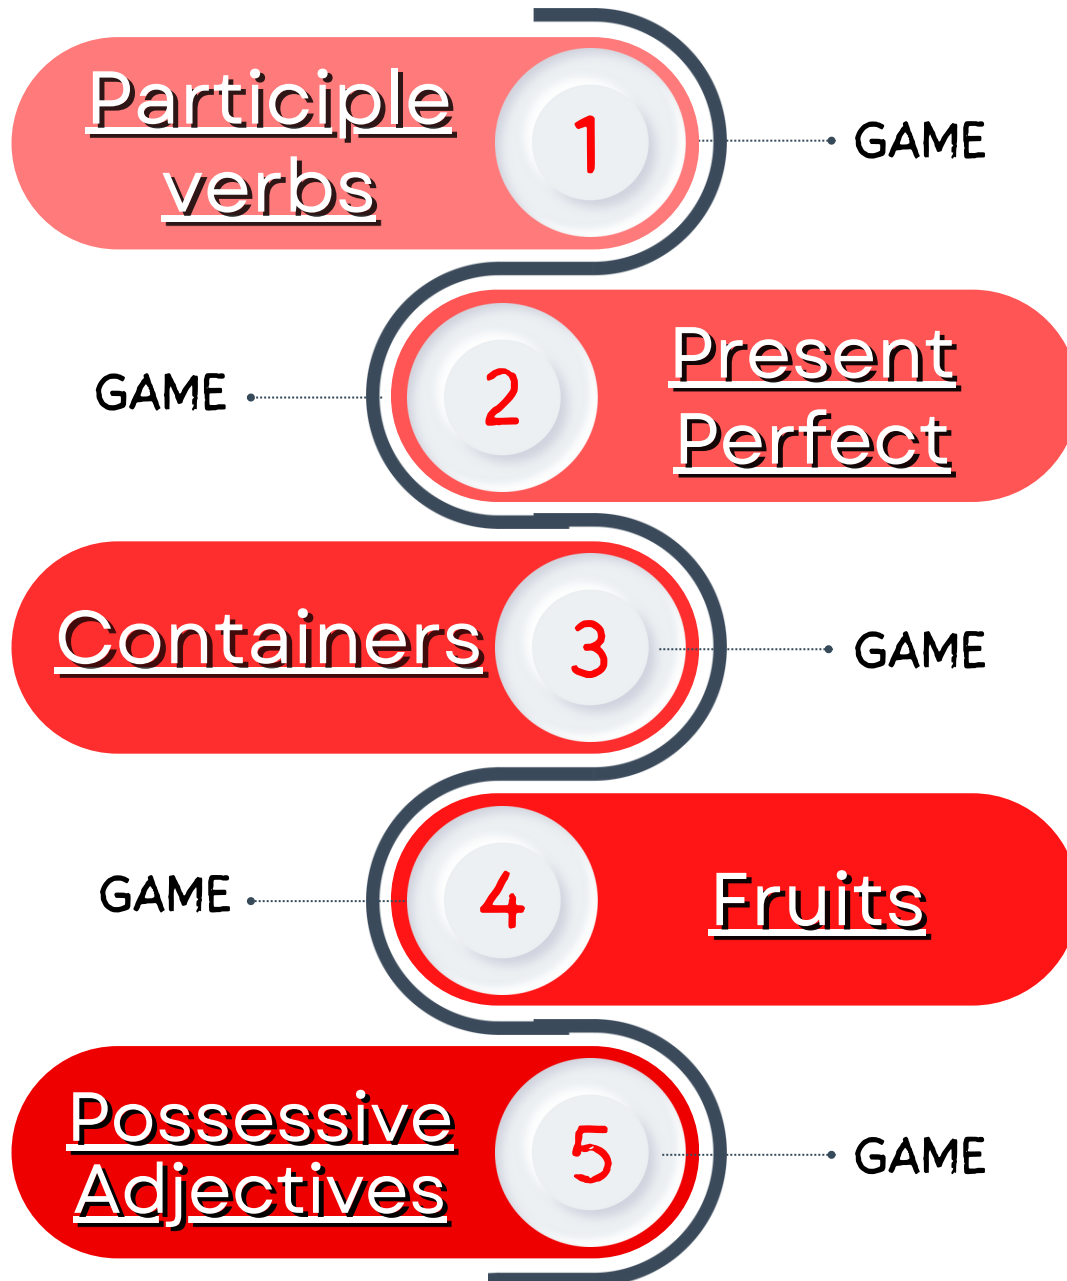 Participle
verbs
1
GAME
GAME
2
Present
Perfect
Containers
3
GAME
GAME
4
Fruits
Possessive
Adjectives
5
GAME